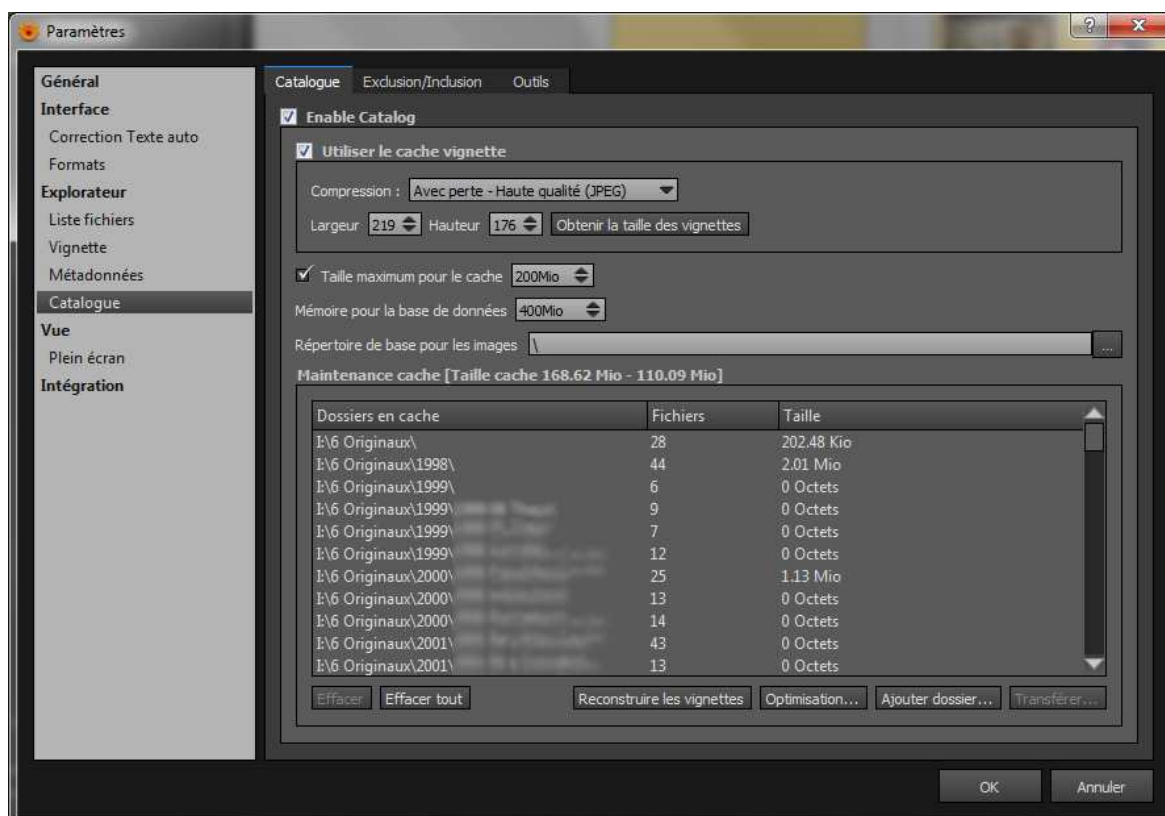 Paramètres
Général
Interface
Correction Texte auto
Formats
Explorateur
Liste fichiers
Vignette
Métadonnées
Catalogue
Vue
Plein écran
Intégration
Catalogue Exclusion/Inclusion Outils
Enable Catalog
Utiliser le cache vignette
Compression : Avec perte - Haute qualité (JPEG)
Largeur 219 Hauteur 176 Obtenir la taille des vignettes
Taille maximum pour le cache 200Mio
Mémoire pour la base de données 400Mio
Répertoire de base pour les images \ ...
Maintenance cache [Taille cache 168.62 Mio - 110.09 Mio]
Dossiers en cache Fichiers Taille
I:\6 Originaux\ 28 202.48 Kio
I:\6 Originaux\1998\ 44 2.01 Mio
I:\6 Originaux\1999\ 6 0 Octets
I:\6 Originaux\1999\ 9 0 Octets
I:\6 Originaux\1999\ 7 0 Octets
I:\6 Originaux\1999\ 12 0 Octets
I:\6 Originaux\2000\ 25 1.13 Mio
I:\6 Originaux\2000\ 13 0 Octets
I:\6 Originaux\2000\ 14 0 Octets
I:\6 Originaux\2001\ 43 0 Octets
I:\6 Originaux\2001\ 13 0 Octets
Effacer Effacer tout Reconstruire les vignettes Optimisation... Ajouter dossier... Transférer...
OK Annuler